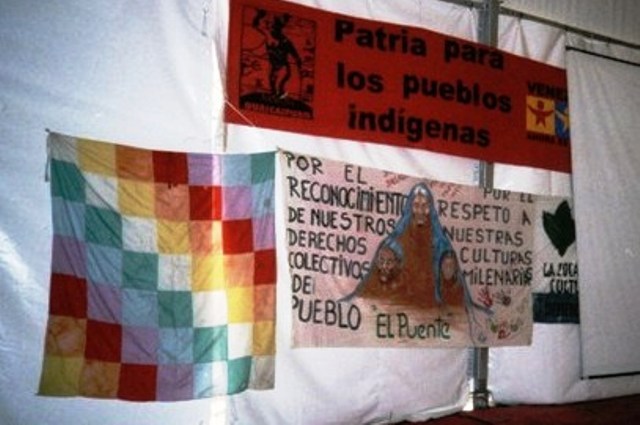 Patria para
los pueblos
indígenas
POR EL
RECONOCIMIENTO
DE NUESTROS
DERECHOS
COLECTIVOS
DEL
PUEBLO
POR EL
RESPETO A
NUESTRAS
CULTURAS
MILENARIAS
"El Puente"
LA